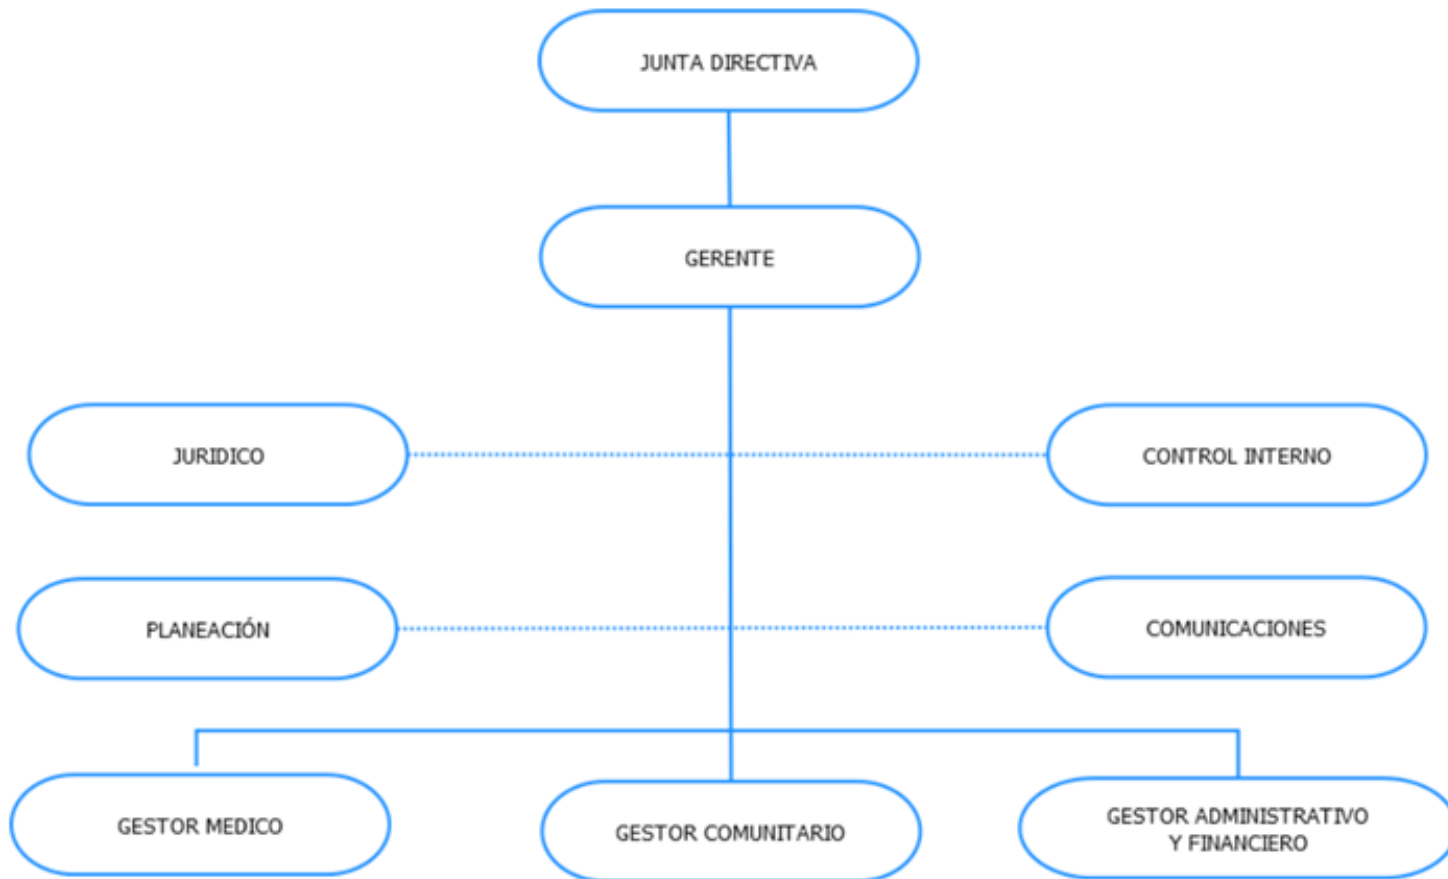 JUNTA DIRECTIVA
GERENTE
JURIDICO
CONTROL INTERNO
PLANEACIÓN
COMUNICACIONES
GESTOR MEDICO
GESTOR COMUNITARIO
GESTOR ADMINISTRATIVO
Y FINANCIERO